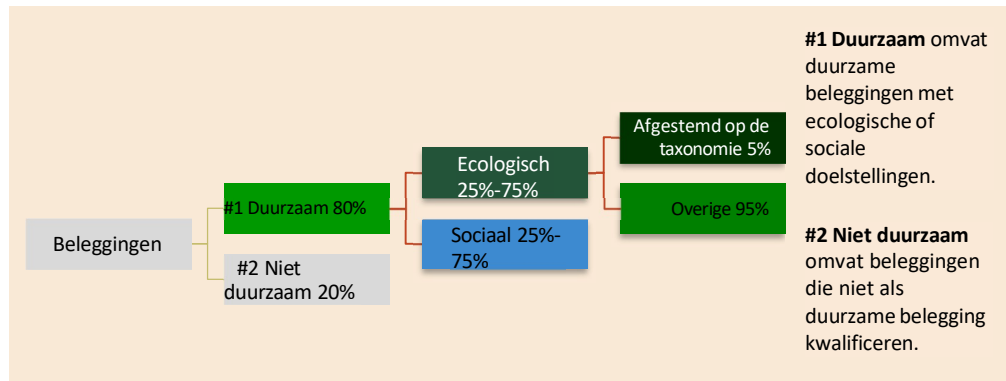 Beleggingen
#1 Duurzaam 80%
#2 Niet
duurzaam 20%
Ecologisch
25%-75%
Sociaal 25%-
75%
Afgestemd op de
taxonomie 5%
Overige 95%
#1 Duurzaam omvat
duurzame
beleggingen met
ecologische of
sociale
doelstellingen.
#2 Niet duurzaam
omvat beleggingen
die niet als
duurzame belegging
kwalificeren.